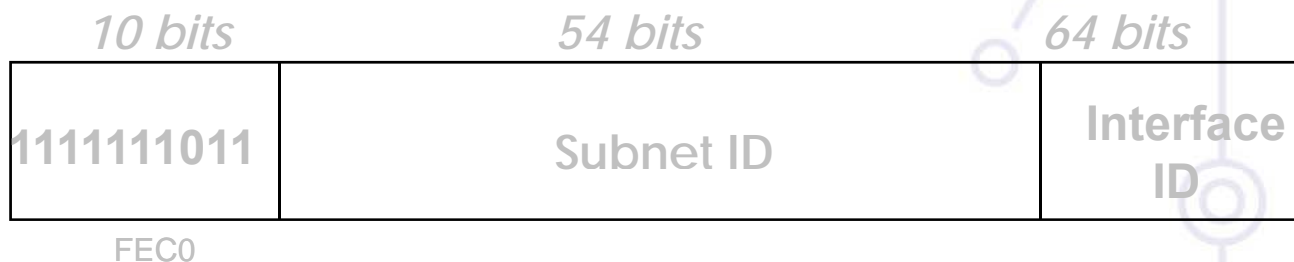 10 bits 54 bits 64 bits
1111111011 Subnet ID Interface
ID
FEC0